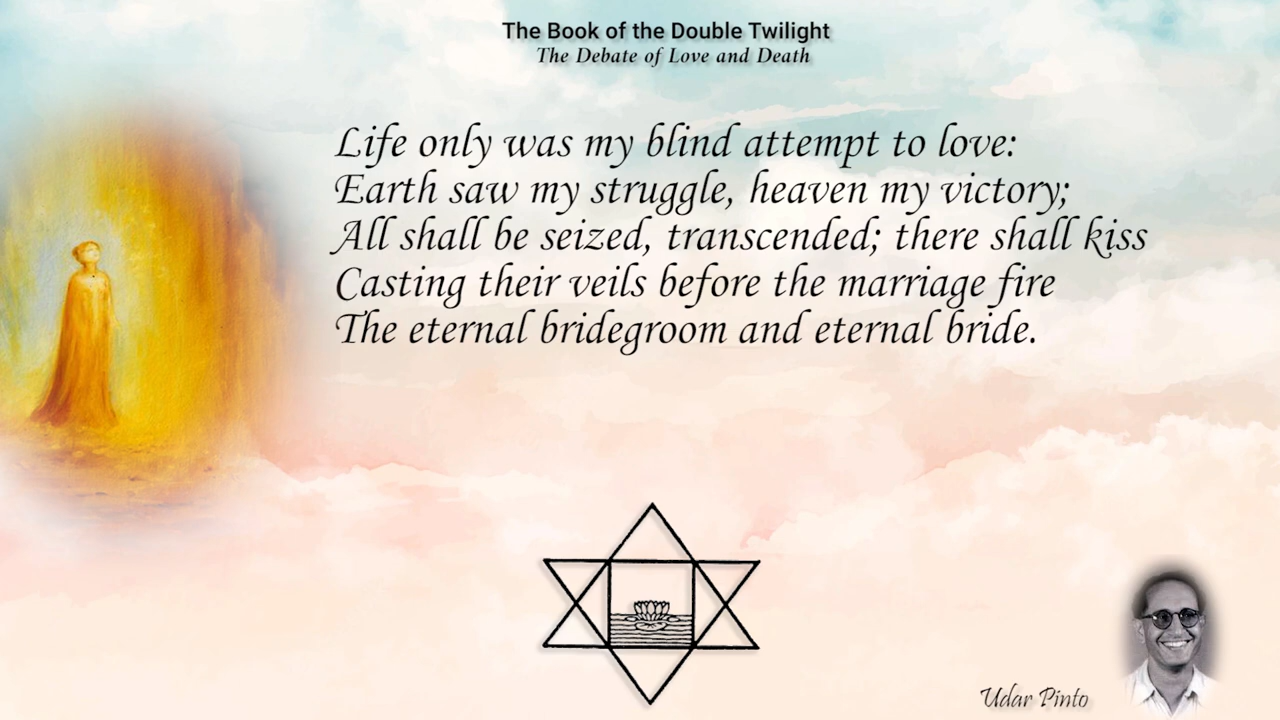 The Book of the Double Twilight
The Debate of Love and Death
Life only was my blind attempt to love:
Earth saw my struggle, heaven my victory;
All shall be seized, transcended; there shall kiss
Casting their veils before the marriage fire
The eternal bridegroom and eternal bride.
Udar Pinto